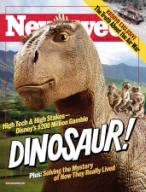 Newsweek
High Tech & High Stakes—
Disney's $200 Million Gamble
DINOSAUR!
Plus: Solving the Mystery
of How They Really Lived